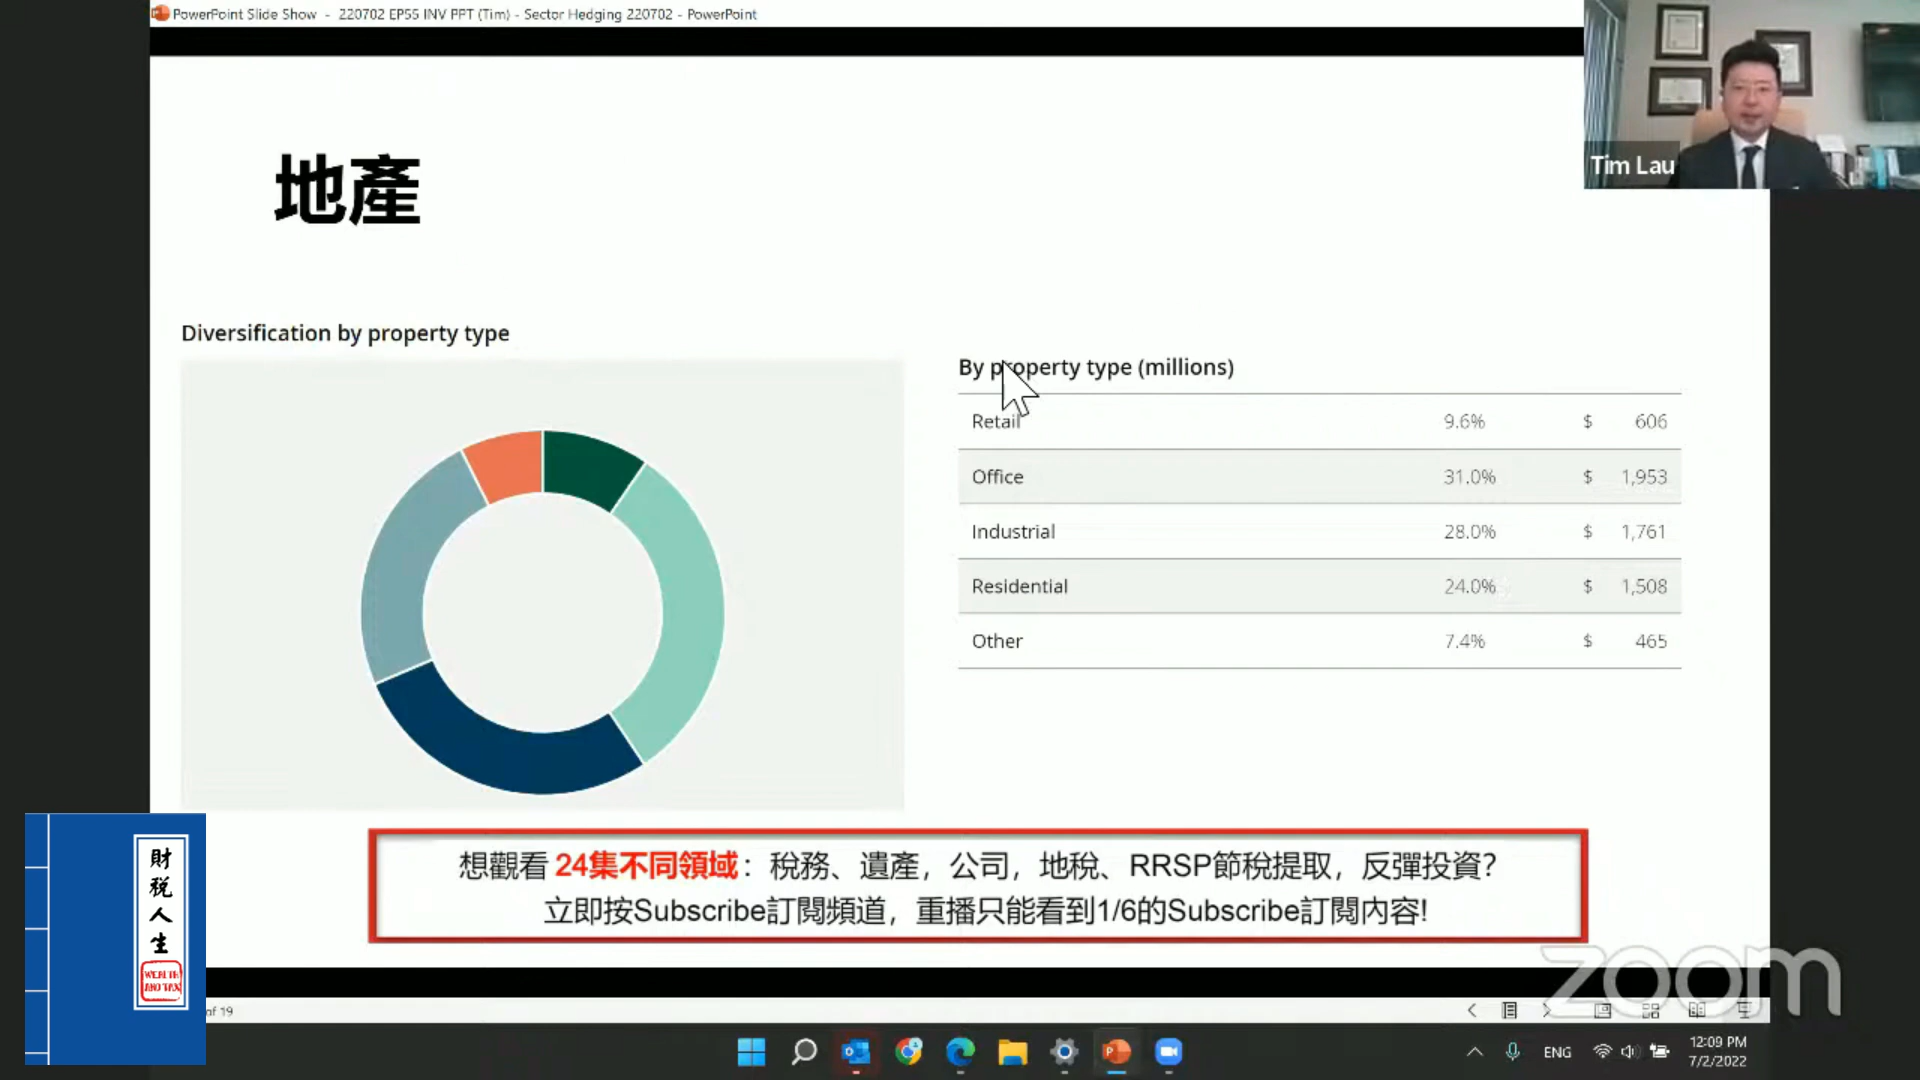 PowerPoint Slide Show - 220702 EP55 INV PPT (Tim) - Sector Hedging 220702 - PowerPoint
Tim Lau
地產
Diversification by property type
By property type (millions)
Retail 9.6% $ 606
Office 31.0% $ 1,953
Industrial 28.0% $ 1,761
Residential 24.0% $ 1,508
Other 7.4% $ 465
想觀看 24集不同領域：稅務、遺產，公司，地稅、RRSP節稅提取，反彈投資?
立即按Subscribe訂閱頻道，重播只能看到1/6的Subscribe訂閱內容!
財
稅
人
生
WEALTH
AND TAX
zoom
of 19
ENG
12:09 PM
7/2/2022